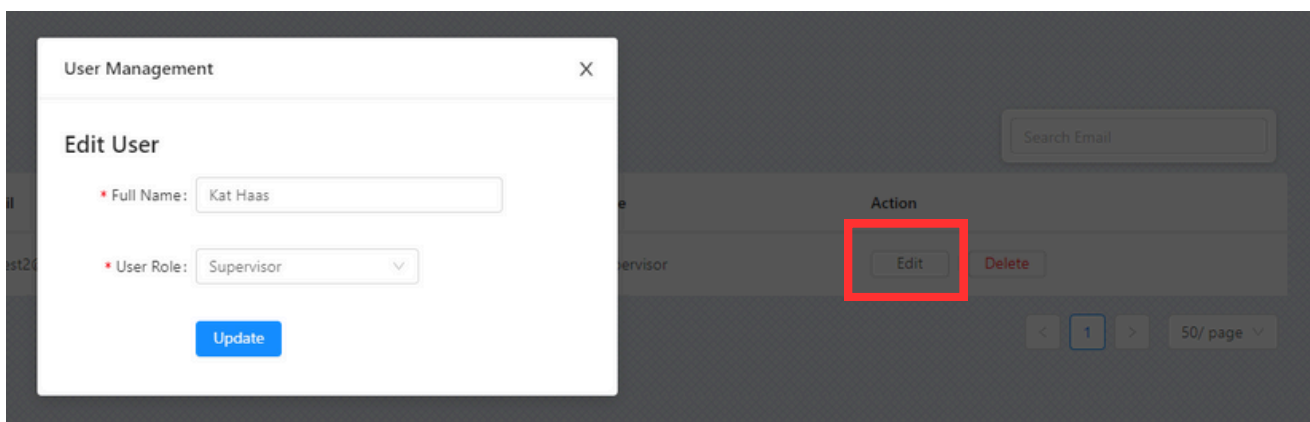 User Management
X
Edit User
Search Email
* Full Name: Kat Haas
Action
* User Role: Supervisor
Edit
Delete
Update
< 1 > 50/ page